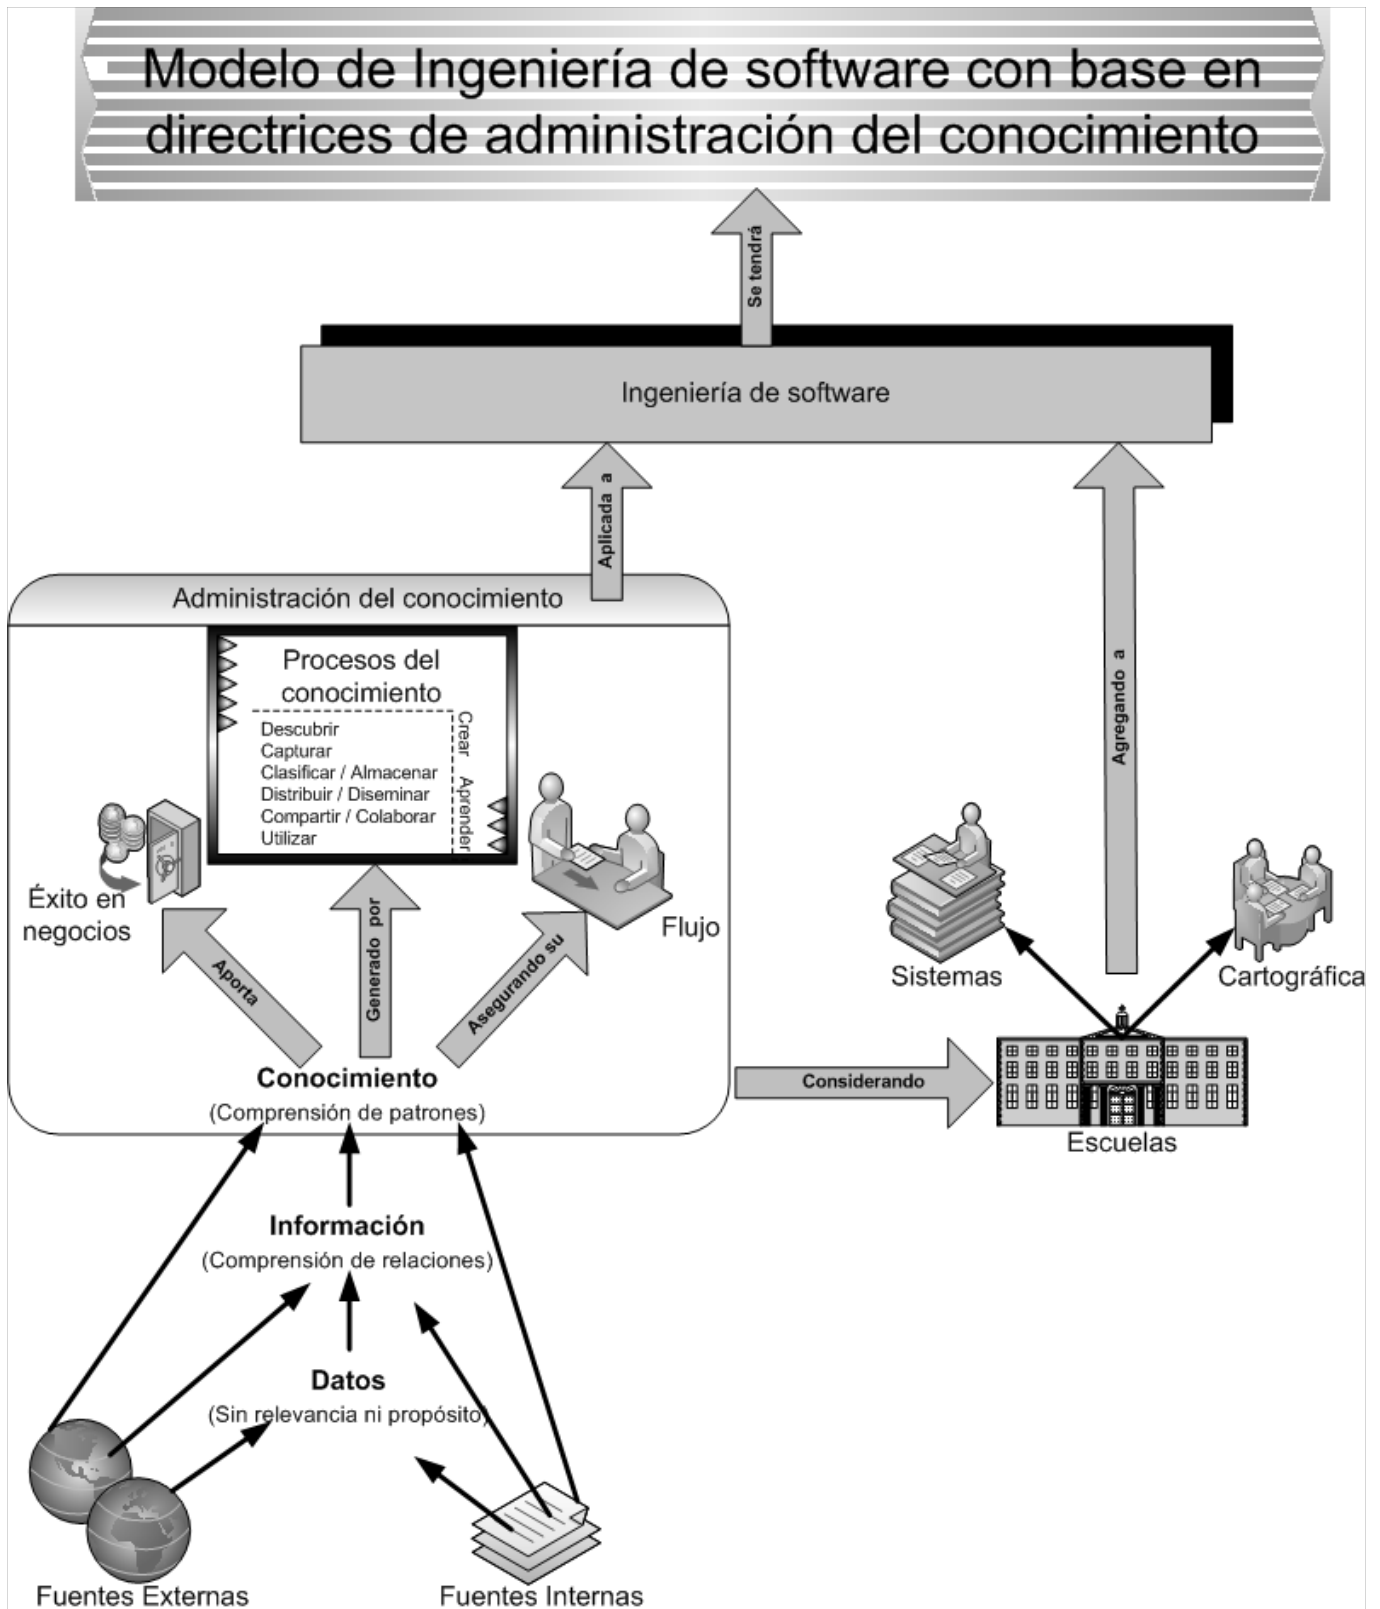 Modelo de Ingeniería de software con base en
directrices de administración del conocimiento
Se tendrá
Ingeniería de software
Aplicada a
Agregando a
Administración del conocimiento
Procesos del
conocimiento
Descubrir
Capturar
Clasificar / Almacenar
Distribuir / Diseminar
Compartir / Colaborar
Utilizar
Crear Aprender
Éxito en
negocios
Flujo
Aporta
Generado por
Asegurando su
Sistemas
Cartográfica
Conocimiento
(Comprensión de patrones)
Considerando
Escuelas
Información
(Comprensión de relaciones)
Datos
(Sin relevancia ni propósito)
Fuentes Externas
Fuentes Internas